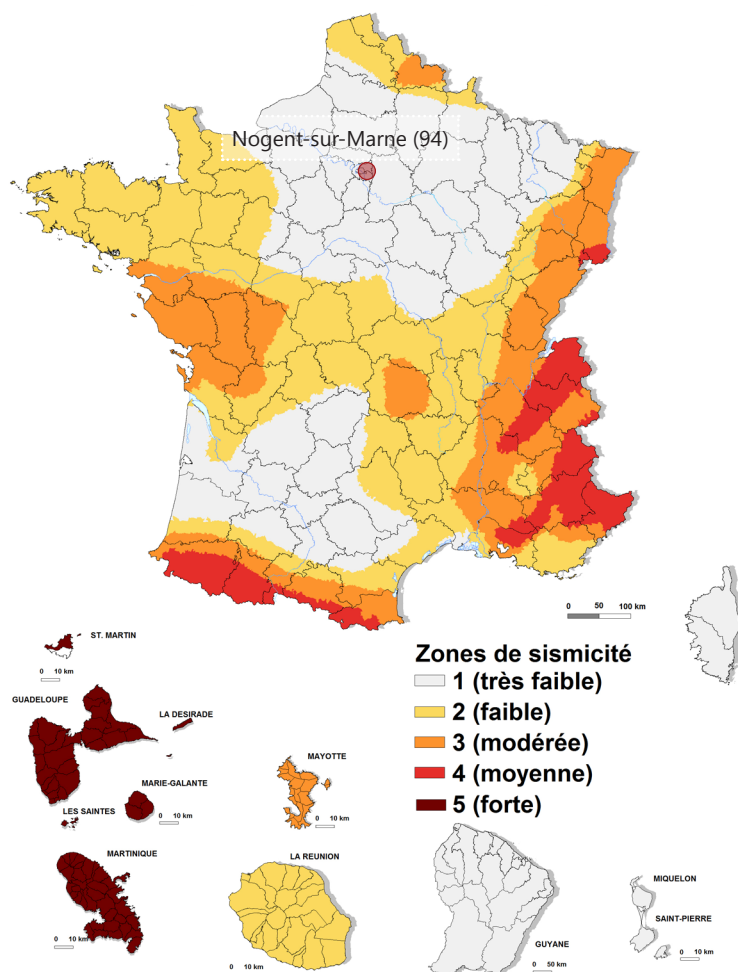 Nogent-sur-Marne (94)
0 50 100 km
ST. MARTIN
0 10 km
GUADELOUPE
LA DESIRADE
MARIE-GALANTE
0 10 km
LES SAINTES
0 10 km
MAYOTTE
0 10 km
MARTINIQUE
0 10 km
LA REUNION
0 10 km
Zones de sismicité
1 (très faible)
2 (faible)
3 (modérée)
4 (moyenne)
5 (forte)
GUYANE
0 50 km
MIQUELON
SAINT-PIERRE
0 10 km